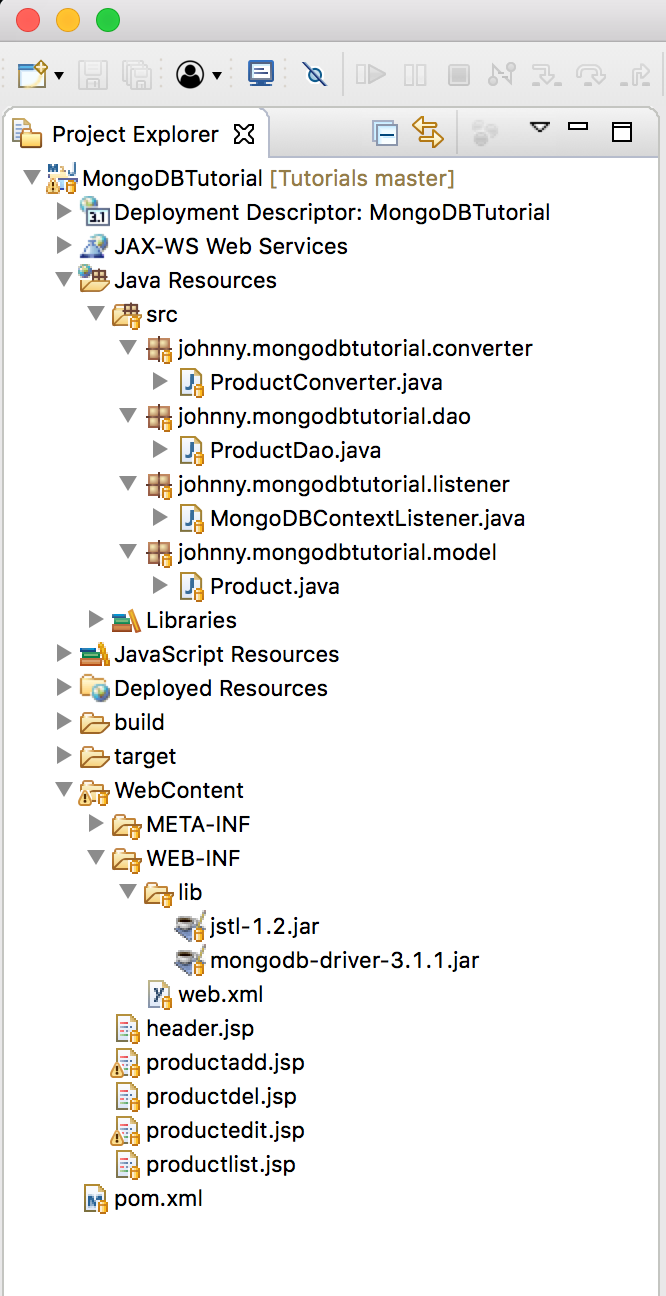 Project Explorer
MongoDBTutorial [Tutorials master]
3.1 Deployment Descriptor: MongoDBTutorial
JAX-WS Web Services
Java Resources
src
johnny.mongodbtutorial.converter
ProductConverter.java
johnny.mongodbtutorial.dao
ProductDao.java
johnny.mongodbtutorial.listener
MongoDBContextListener.java
johnny.mongodbtutorial.model
Product.java
Libraries
JavaScript Resources
Deployed Resources
build
target
WebContent
META-INF
WEB-INF
lib
jstl-1.2.jar
mongodb-driver-3.1.1.jar
web.xml
header.jsp
productadd.jsp
productdel.jsp
productedit.jsp
productlist.jsp
pom.xml